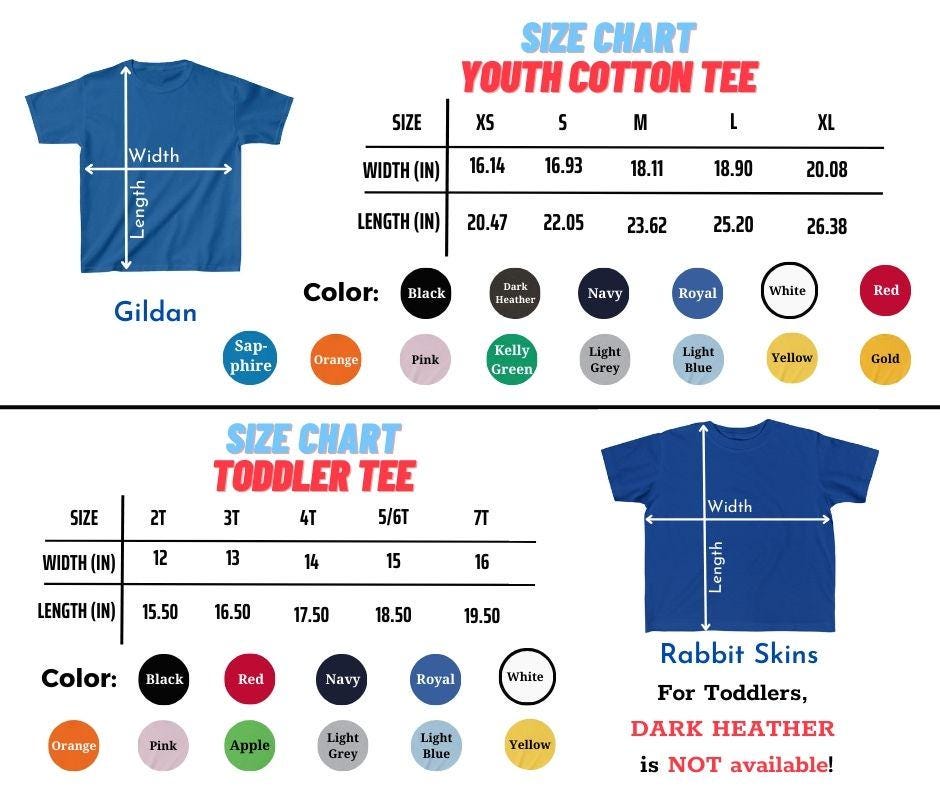 SIZE CHART
YOUTH COTTON TEE
Width
Length
Gildan
SIZE XS S M L XL
WIDTH (IN) 16.14 16.93 18.11 18.90 20.08
LENGTH (IN) 20.47 22.05 23.62 25.20 26.38
Color: Black Dark Heather Navy Royal White Red
Sap-phire Orange Pink Kelly Green Light Grey Light Blue Yellow Gold
SIZE CHART
TODDLER TEE
SIZE 2T 3T 4T 5/6T 7T
WIDTH (IN) 12 13 14 15 16
LENGTH (IN) 15.50 16.50 17.50 18.50 19.50
Color: Black Red Navy Royal White
Orange Pink Apple Light Grey Light Blue Yellow
Width
Length
Rabbit Skins
For Toddlers,
DARK HEATHER
is NOT available!